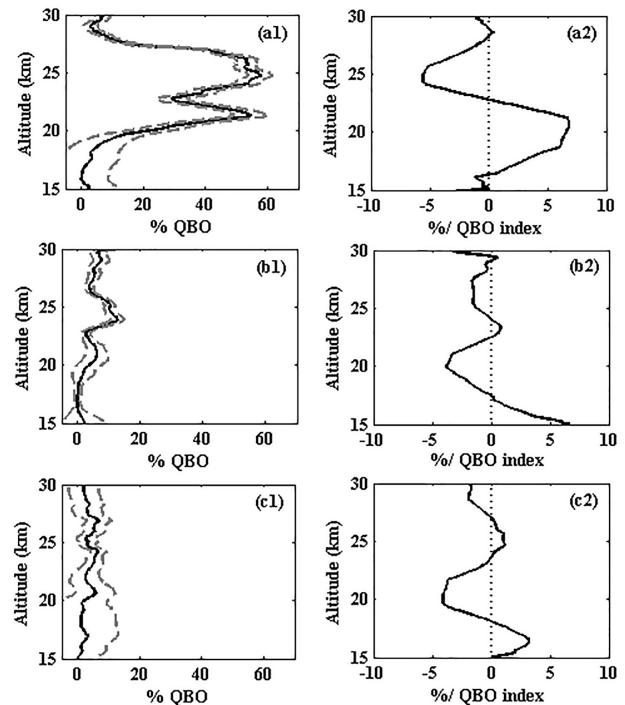 30
(a1)
25
20
15
Altitude (km)
0 20 40 60
% QBO
30
(a2)
25
20
15
Altitude (km)
-10 -5 0 5 10
%/ QBO index
30
(b1)
25
20
15
Altitude (km)
0 20 40 60
% QBO
30
(b2)
25
20
15
Altitude (km)
-10 -5 0 5 10
%/ QBO index
30
(c1)
25
20
15
Altitude (km)
0 20 40 60
% QBO
30
(c2)
25
20
15
Altitude (km)
-10 -5 0 5 10
%/ QBO index